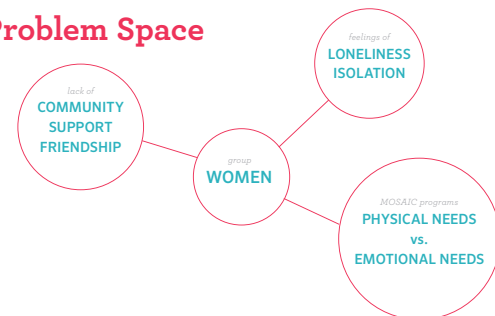 Problem Space
feelings of
LONELINESS
ISOLATION
lack of
COMMUNITY
SUPPORT
FRIENDSHIP
group
WOMEN
MOSAIC programs
PHYSICAL NEEDS
vs.
EMOTIONAL NEEDS